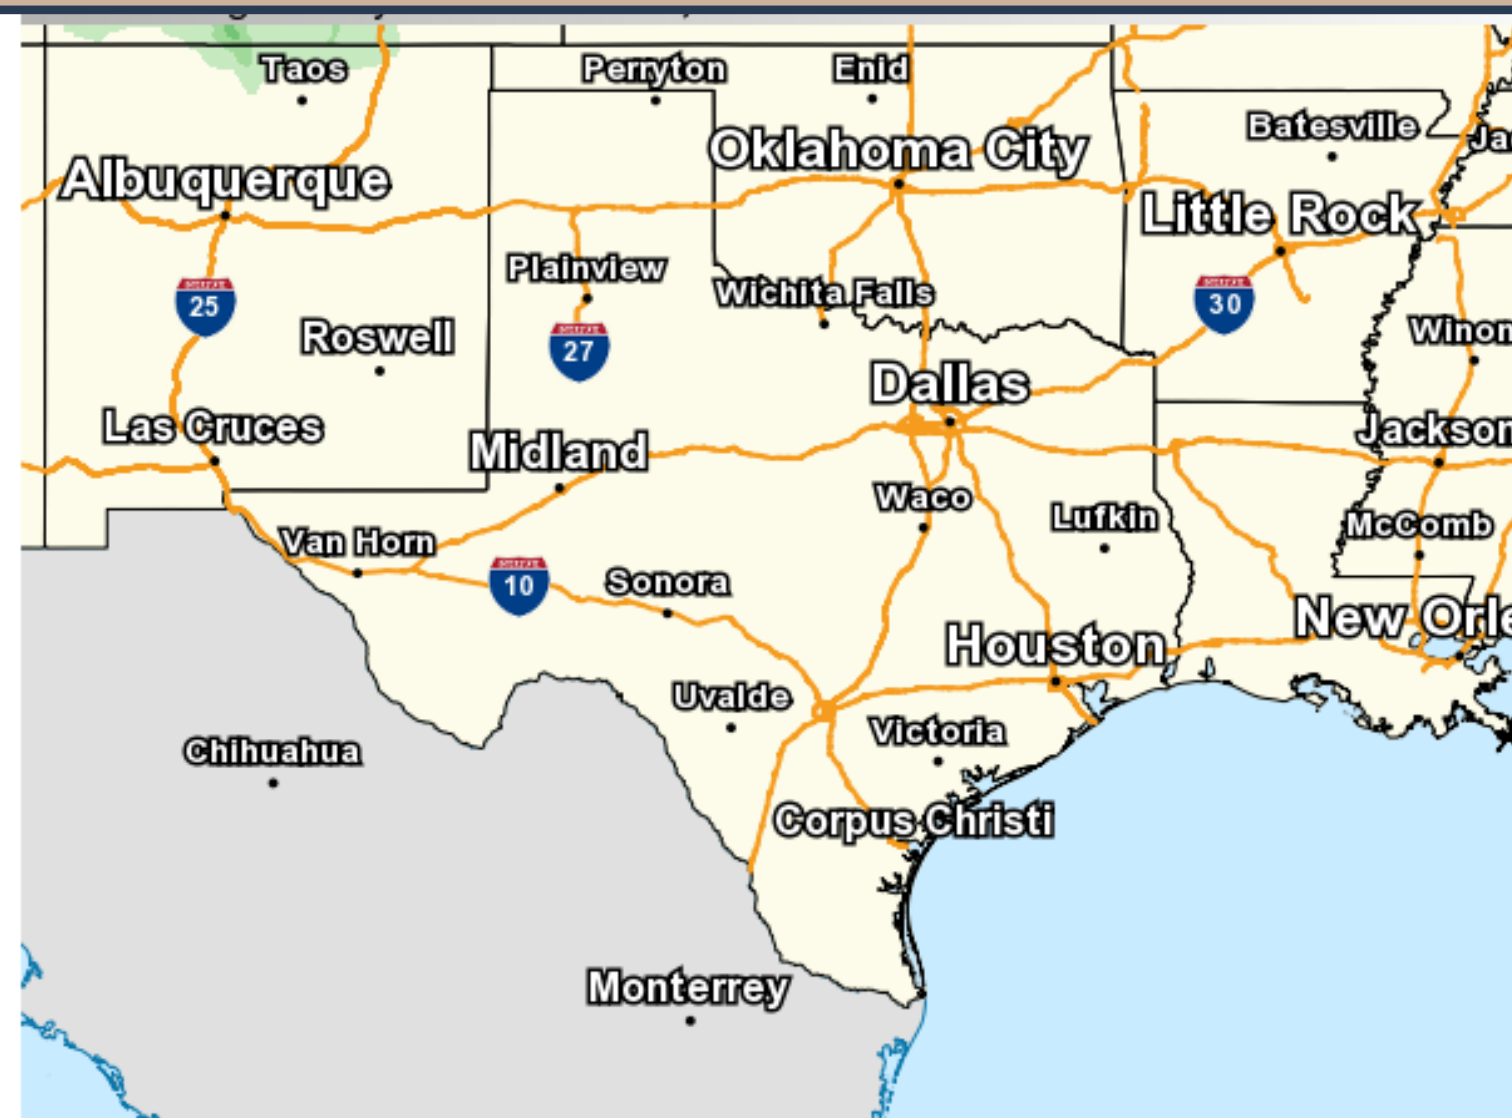 Taos
Perryton
Enid
Batesville
Oklahoma City
Albuquerque
Little Rock
Plainview
Wichita Falls
25
30
Roswell
27
Dallas
Las Cruces
Midland
Waco
Lufkin
McComb
Van Horn
10
Sonora
Houston
Uvalde
Victoria
Chihuahua
Corpus Christi
Monterrey